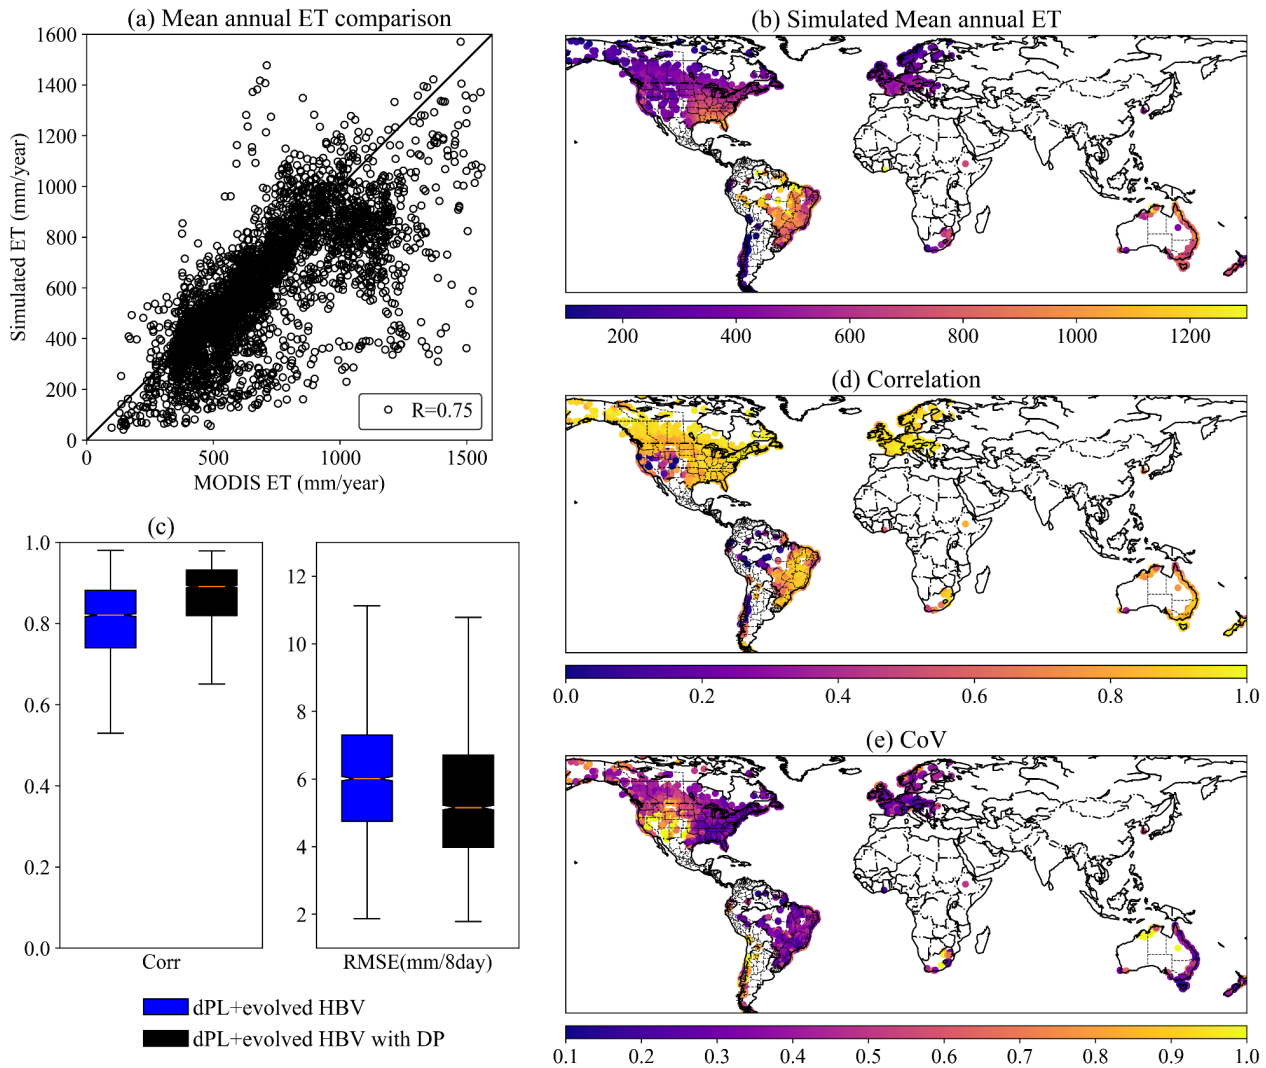 (a) Mean annual ET comparison
1600
1400
1200
1000
800
600
400
200
0
Simulated ET (mm/year)
R=0.75
0 500 1000 1500
MODIS ET (mm/year)
(b) Simulated Mean annual ET
200 400 600 800 1000 1200
(c)
1.0
0.8
0.6
0.4
0.2
0.0
Corr
12
10
8
6
4
2
RMSE(mm/8day)
dPL+evolved HBV
dPL+evolved HBV with DP
(d) Correlation
0.0 0.2 0.4 0.6 0.8 1.0
(e) CoV
0.1 0.2 0.3 0.4 0.5 0.6 0.7 0.8 0.9 1.0